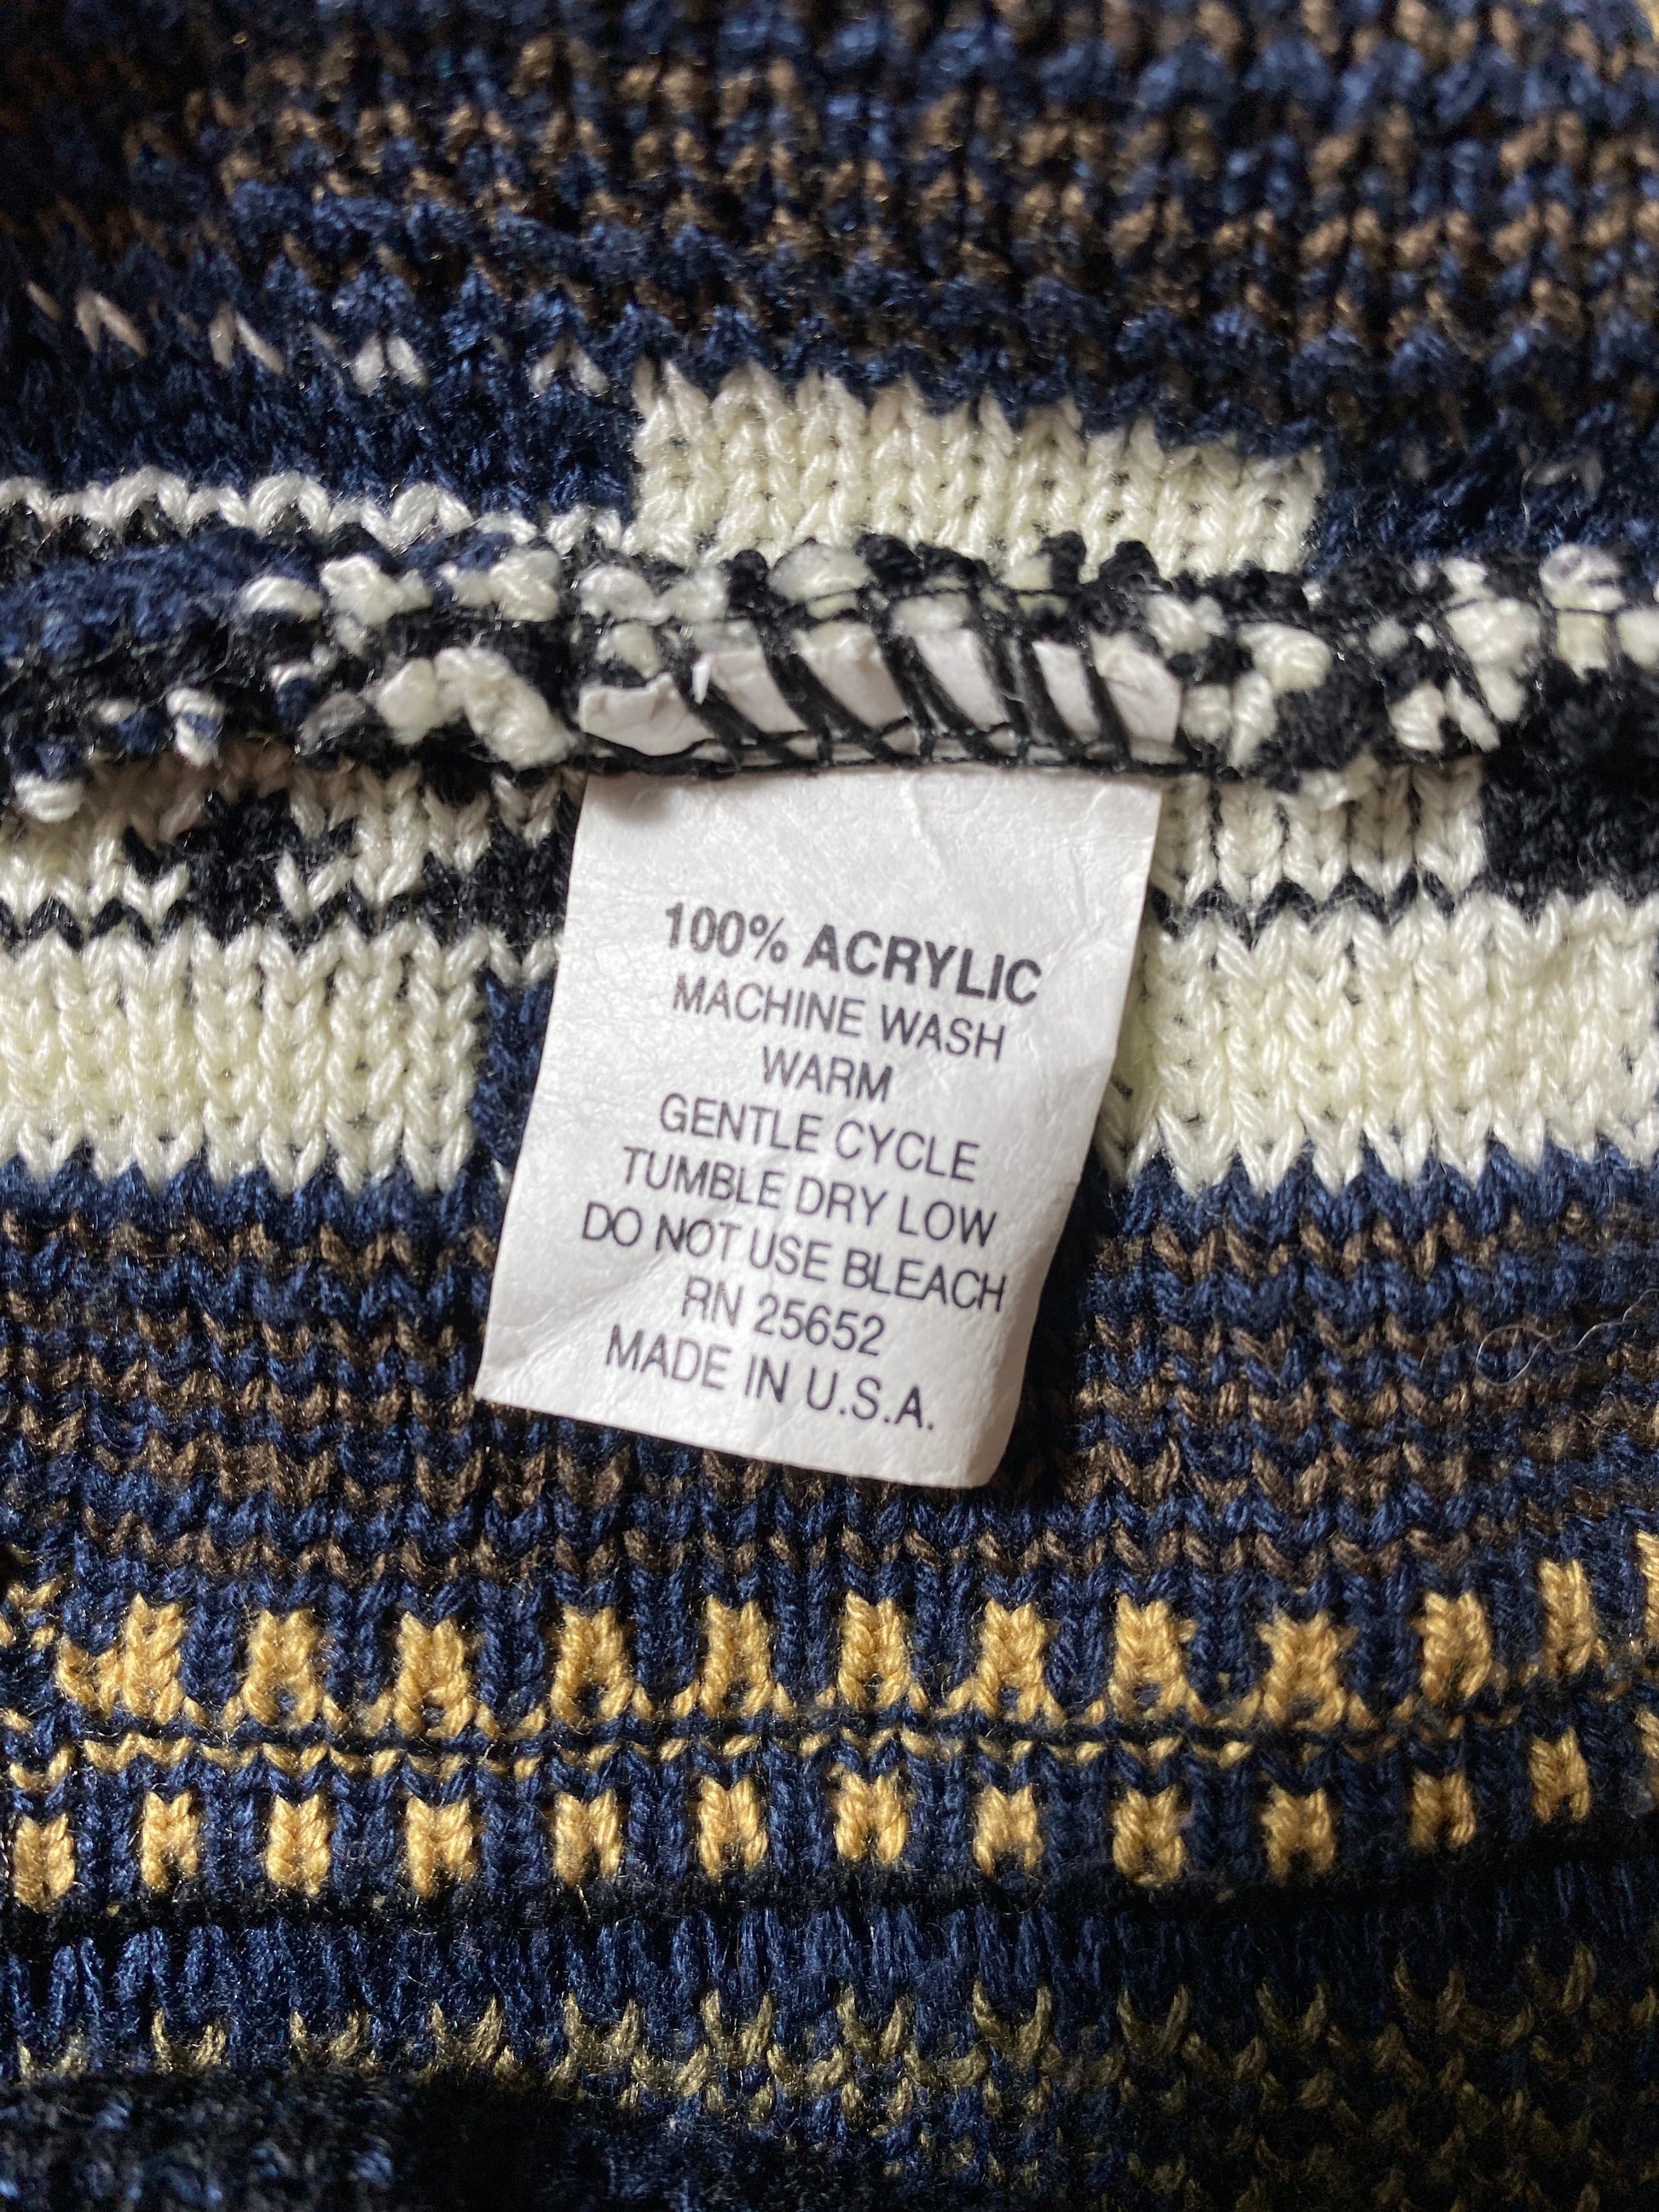 100% ACRYLIC
MACHINE WASH
WARM
GENTLE CYCLE
TUMBLE DRY LOW
DO NOT USE BLEACH
RN 25652
MADE IN U.S.A.